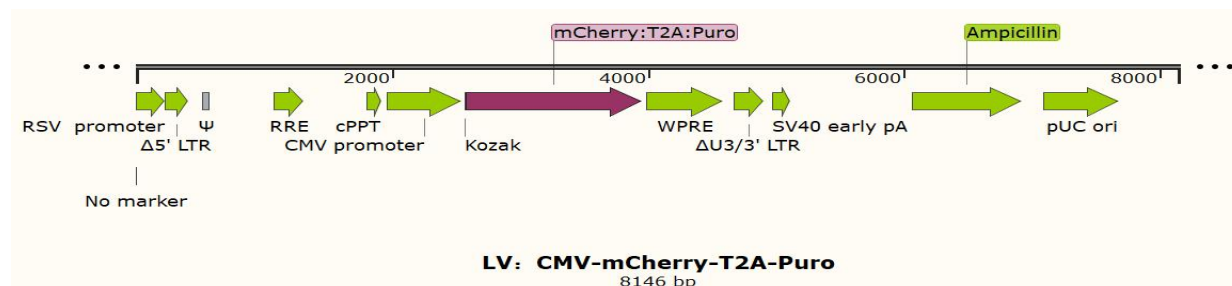 mCherry:T2A:Puro Ampicillin
2000 4000 6000 8000
RSV promoter Ψ RRE cPPT WPRE SV40 early pA pUC ori
Δ5' LTR CMV promoter Kozak ΔU3/3' LTR
No marker
LV: CMV-mCherry-T2A-Puro
8146 bp